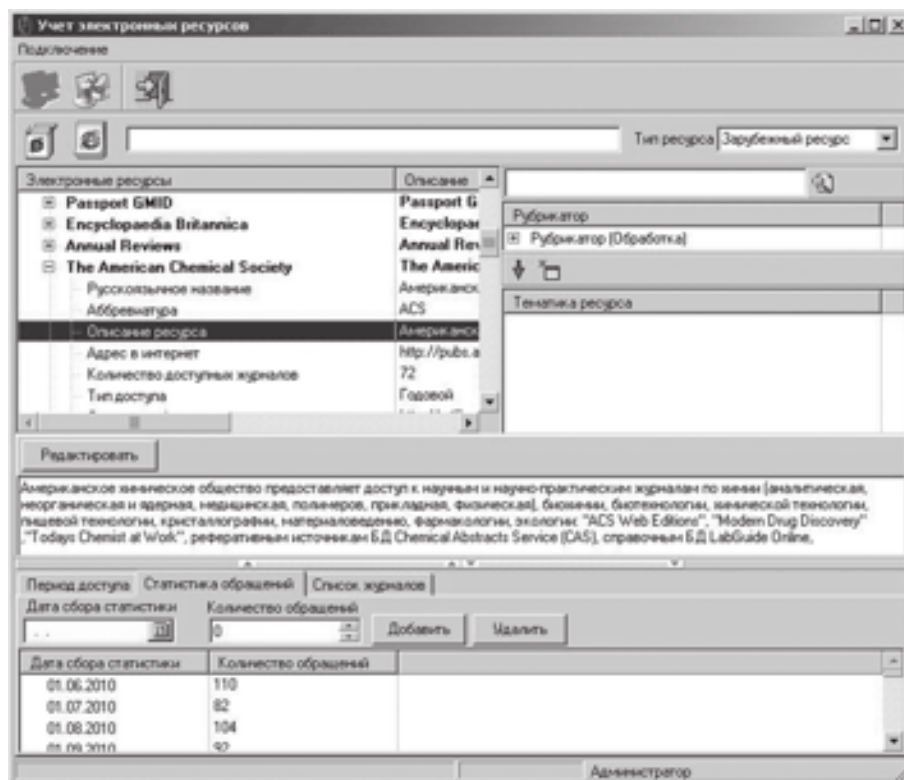 Учет электронных ресурсов
Подключение
Тип ресурса Зарубежный ресурс
Электронные ресурсы Описание
Passport GMID Passport G
Encyclopaedia Britannica Encyclopae
Annual Reviews Annual Rev
The American Chemical Society The Americ
Русскоязычное название Американск
Аббревиатура ACS
Описание ресурса Американск
Адрес в интернет http://pubs.a
Количество доступных журналов 72
Тип доступа Годовой
Рубрикатор
Рубрикатор (Обработка)
Тематика ресурса
Редактировать
Американское химическое общество предоставляет доступ к научным и научно-практическим журналам по химии (аналитическая,
неорганическая и ядерная, медицинская, полимеров, прикладная, физическая), биохимии, биотехнологии, химической технологии,
пищевой технологии, кристаллографии, материаловедению, фармакологии, экологии: "ACS Web Editions", "Modern Drug Discovery"
,"Todays Chemist at Work", реферативным источникам БД Chemical Abstracts Service (CAS), справочным БД LabGuide Online,
Период доступа Статистика обращений Список журналов
Дата сбора статистики Количество обращений
. . 0 Добавить Удалить
Дата сбора статистики Количество обращений
01.06.2010 110
01.07.2010 82
01.08.2010 104
01.09.2010 92
Администратор